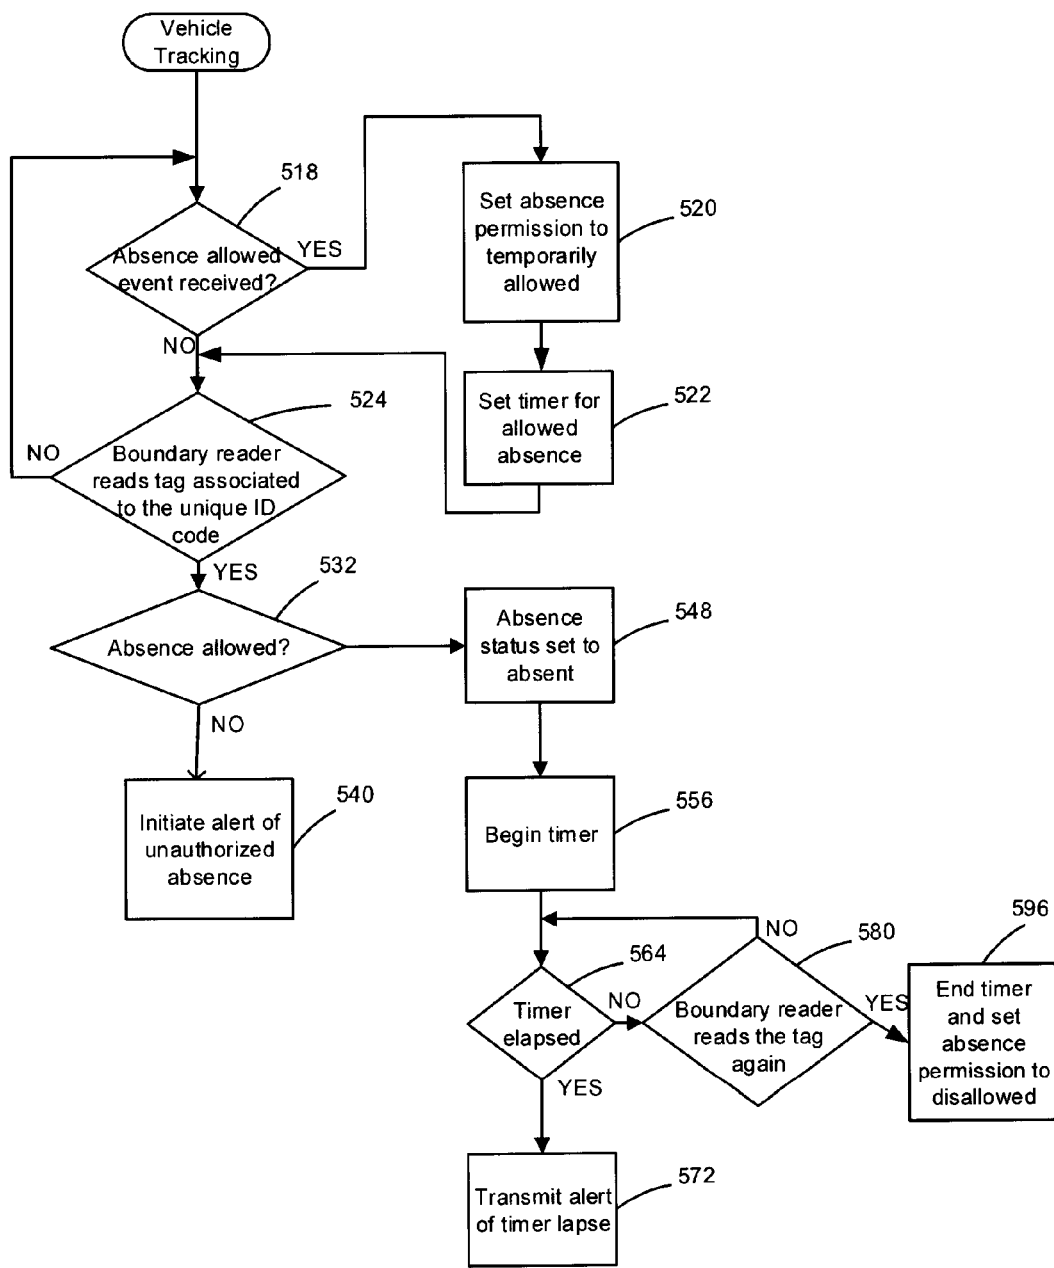 Vehicle
Tracking
518
Absence allowed
event received?
YES
NO
Set absence
permission to
temporarily
allowed
520
Set timer for
allowed
absence
522
524
Boundary reader
reads tag associated
to the unique ID
code
NO
YES
532
Absence allowed?
NO
Absence
status set to
absent
548
Initiate alert of
unauthorized
absence
540
Begin timer
556
564
Timer
elapsed
NO
YES
580
Boundary reader
reads the tag
again
NO
YES
596
End timer
and set
absence
permission to
disallowed
Transmit alert
of timer lapse
572